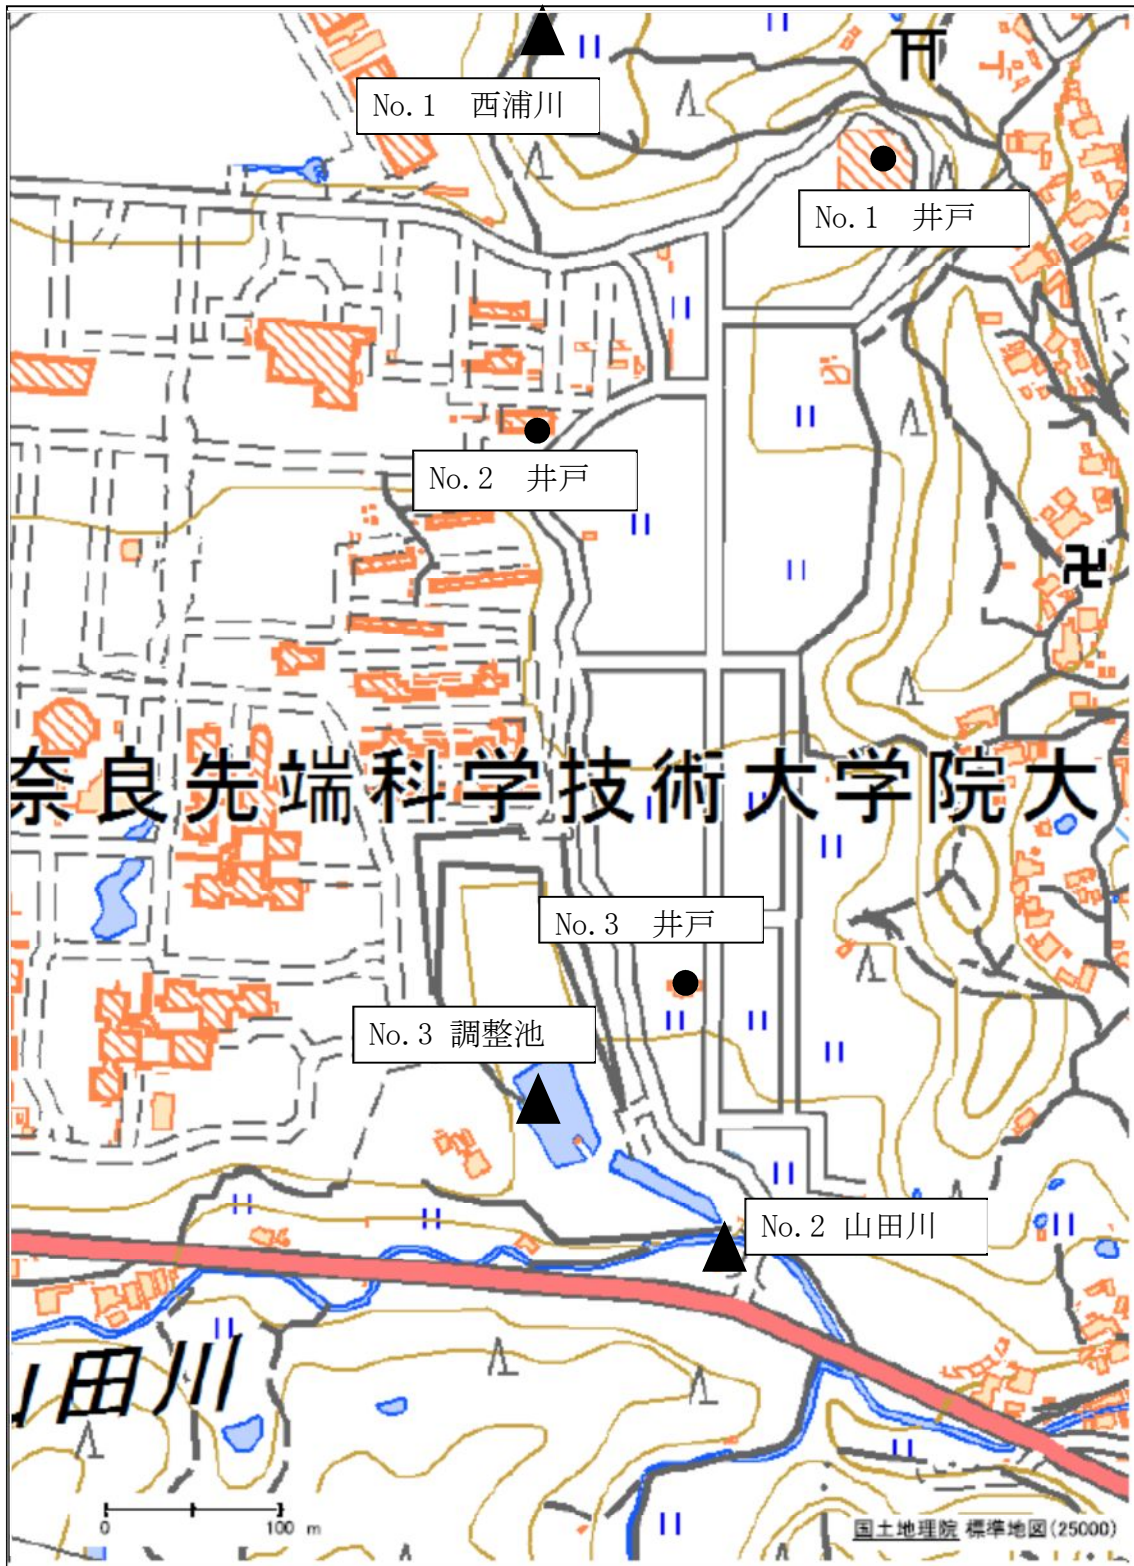 No.1 西浦川
No.1 井戸
No.2 井戸
奈良先端科学技術大学院大
No.3 井戸
No.3 調整池
No.2 山田川
山田川
0 100 m
国土地理院 標準地図(25000)